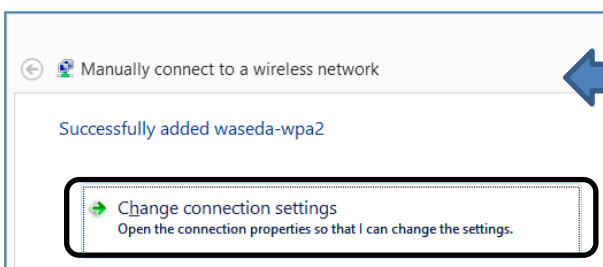 Manually connect to a wireless network
Successfully added waseda-wpa2
Change connection settings
Open the connection properties so that I can change the settings.